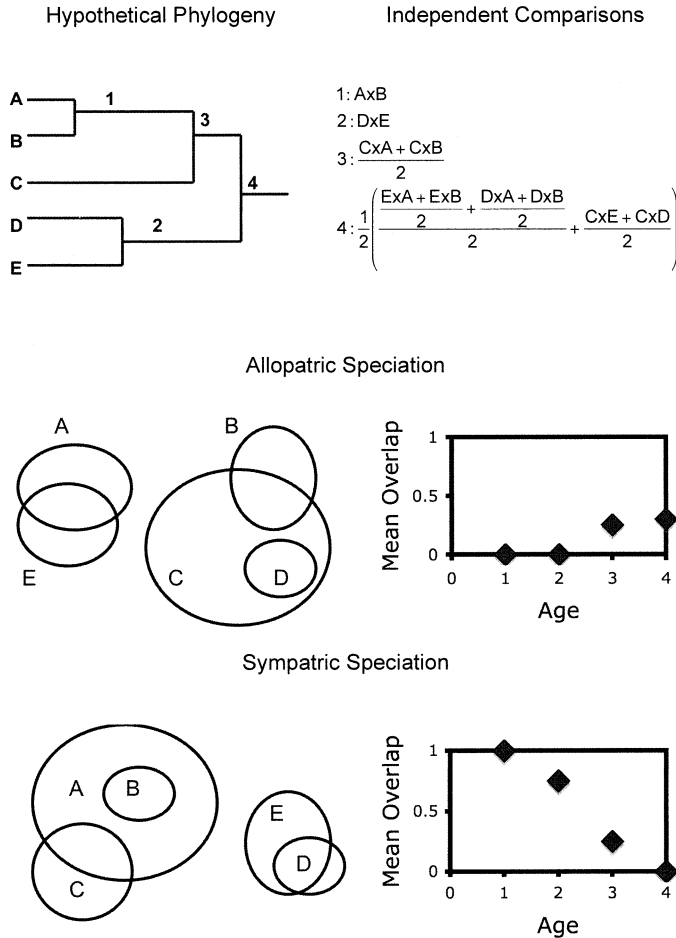 Hypothetical Phylogeny
Independent Comparisons
A
B
C
D
E
1
3
4
2
1: AxB
2: DxE
3: CxA + CxB
2
4: 1/2 ( ExA + ExB / 2 + DxA + DxB / 2 / 2 + CxE + CxD / 2 )
Allopatric Speciation
A
B
E
C
D
Mean Overlap
1
0.5
0
0 1 2 3 4
Age
Sympatric Speciation
A
B
C
E
D
Mean Overlap
1
0.5
0
0 1 2 3 4
Age